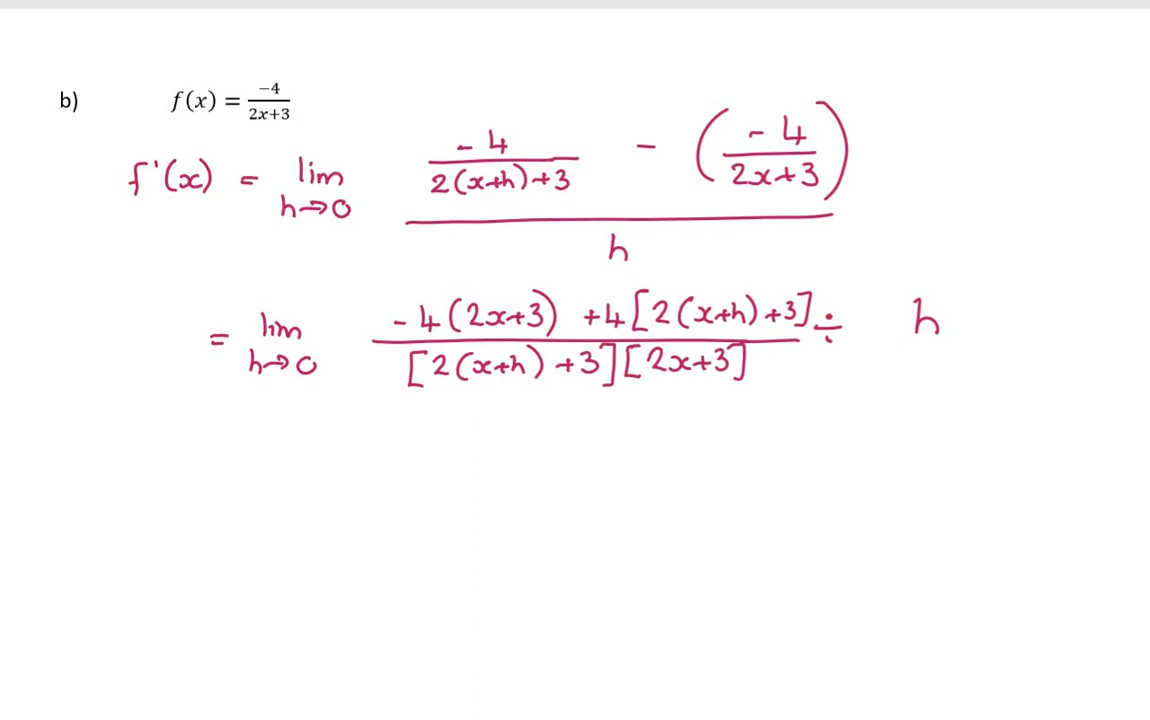 b) f(x) = -4/(2x+3)
f'(x) = lim h→0 (-4/(2(x+h)+3) - (-4/(2x+3)))/h
= lim h→0 (-4(2x+3) +4[2(x+h)+3])/([2(x+h)+3][2x+3]) ÷ h